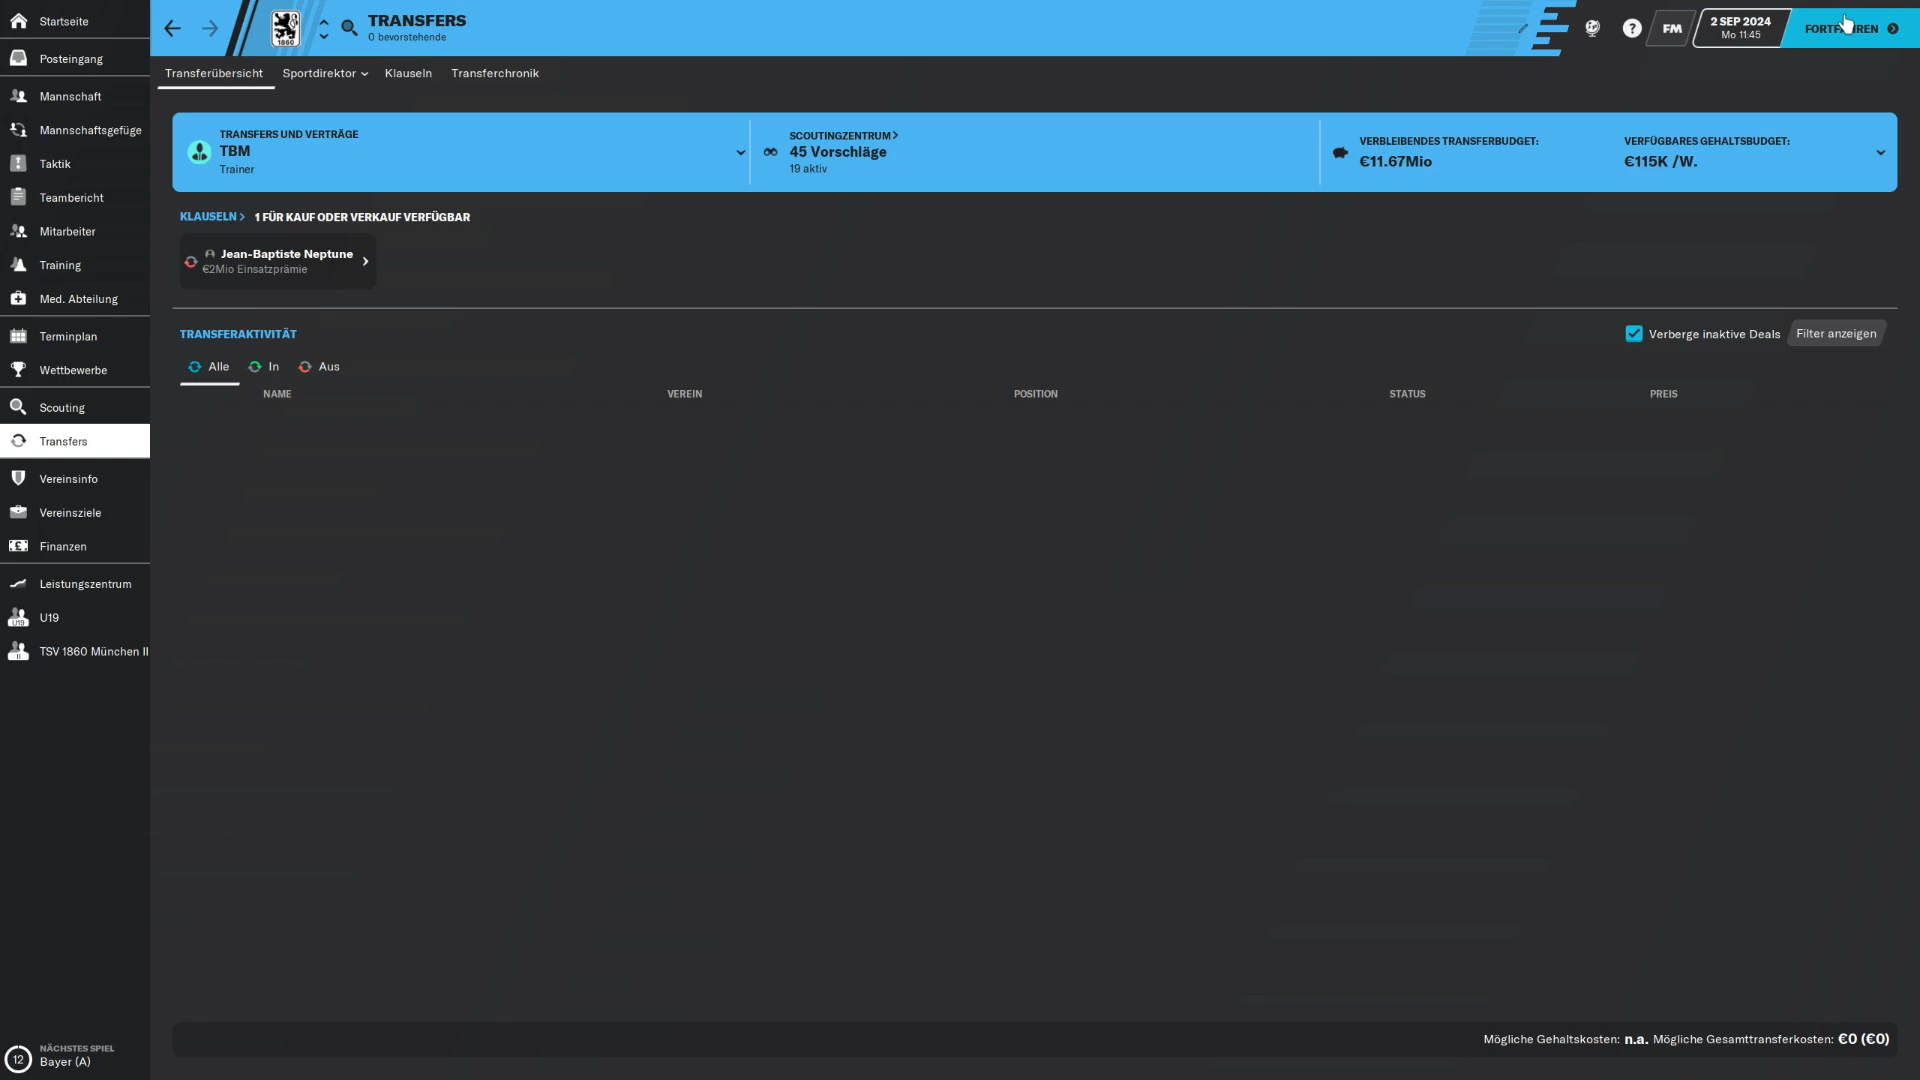 Startseite
Posteingang
Mannschaft
Mannschaftsgefüge
Taktik
Teambericht
Mitarbeiter
Training
Med. Abteilung
Terminplan
Wettbewerbe
Scouting
Transfers
Vereinsinfo
Vereinsziele
Finanzen
Leistungszentrum
U19
U19
II
TSV 1860 München II
12
NÄCHSTES SPIEL
Bayer (A)
1860
TRANSFERS
0 bevorstehende
?
FM
2 SEP 2024
Mo 11:45
Transferübersicht
Sportdirektor
Klauseln
Transferchronik
TRANSFERS UND VERTRÄGE
TBM
Trainer
SCOUTINGZENTRUM >
45 Vorschläge
19 aktiv
VERBLEIBENDES TRANSFERBUDGET:
€11.67Mio
VERFÜGBARES GEHALTSBUDGET:
€115K /W.
KLAUSELN > 1 FÜR KAUF ODER VERKAUF VERFÜGBAR
Jean-Baptiste Neptune
€2Mio Einsatzprämie
TRANSFERAKTIVITÄT
Verberge inaktive Deals
Filter anzeigen
Alle
In
Aus
NAME
VEREIN
POSITION
STATUS
PREIS
Mögliche Gehaltskosten: n.a. Mögliche Gesamttransferkosten: €0 (€0)